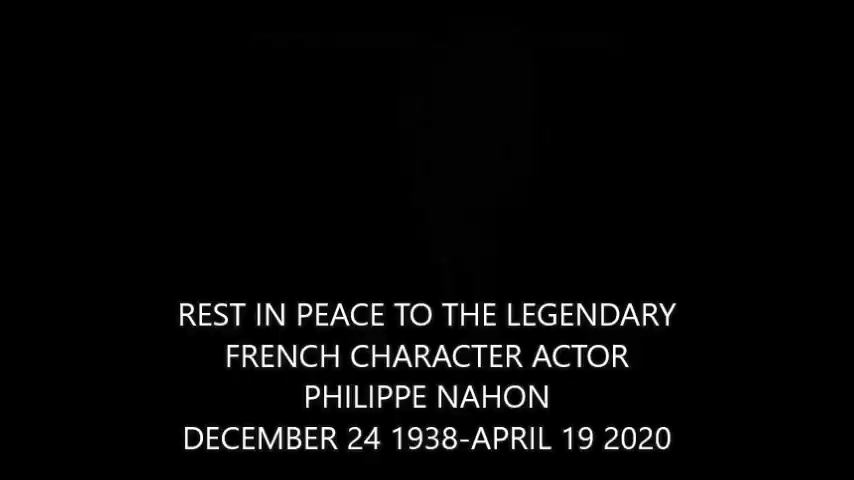 REST IN PEACE TO THE LEGENDARY
FRENCH CHARACTER ACTOR
PHILIPPE NAHON
DECEMBER 24 1938-APRIL 19 2020